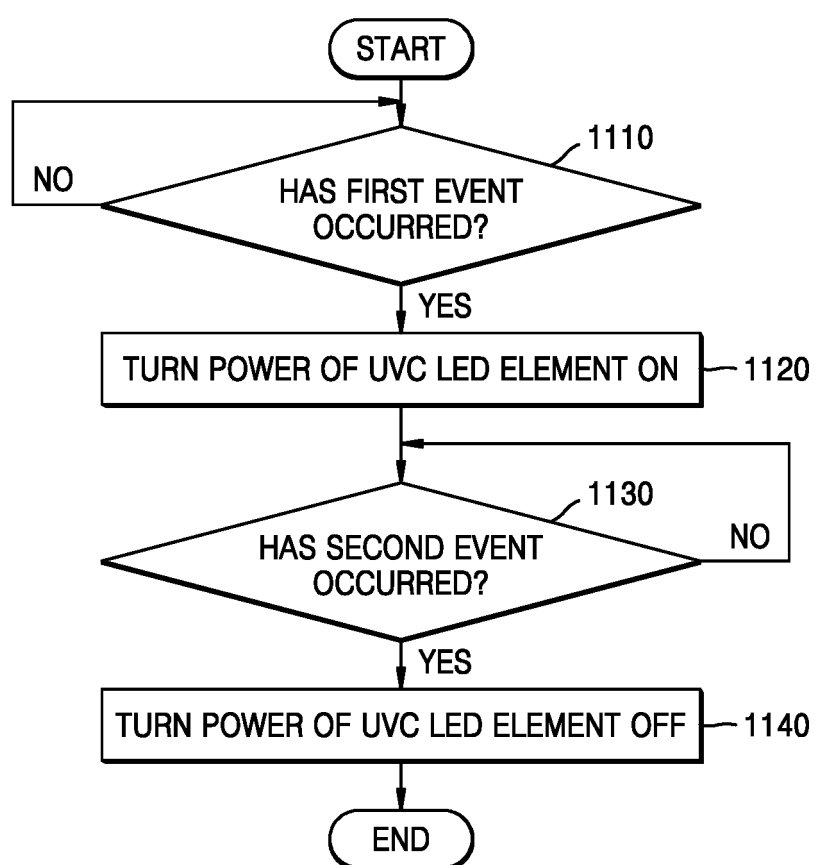 START
1110
NO
HAS FIRST EVENT
OCCURRED?
YES
TURN POWER OF UVC LED ELEMENT ON
1120
1130
HAS SECOND EVENT
OCCURRED?
NO
YES
TURN POWER OF UVC LED ELEMENT OFF
1140
END